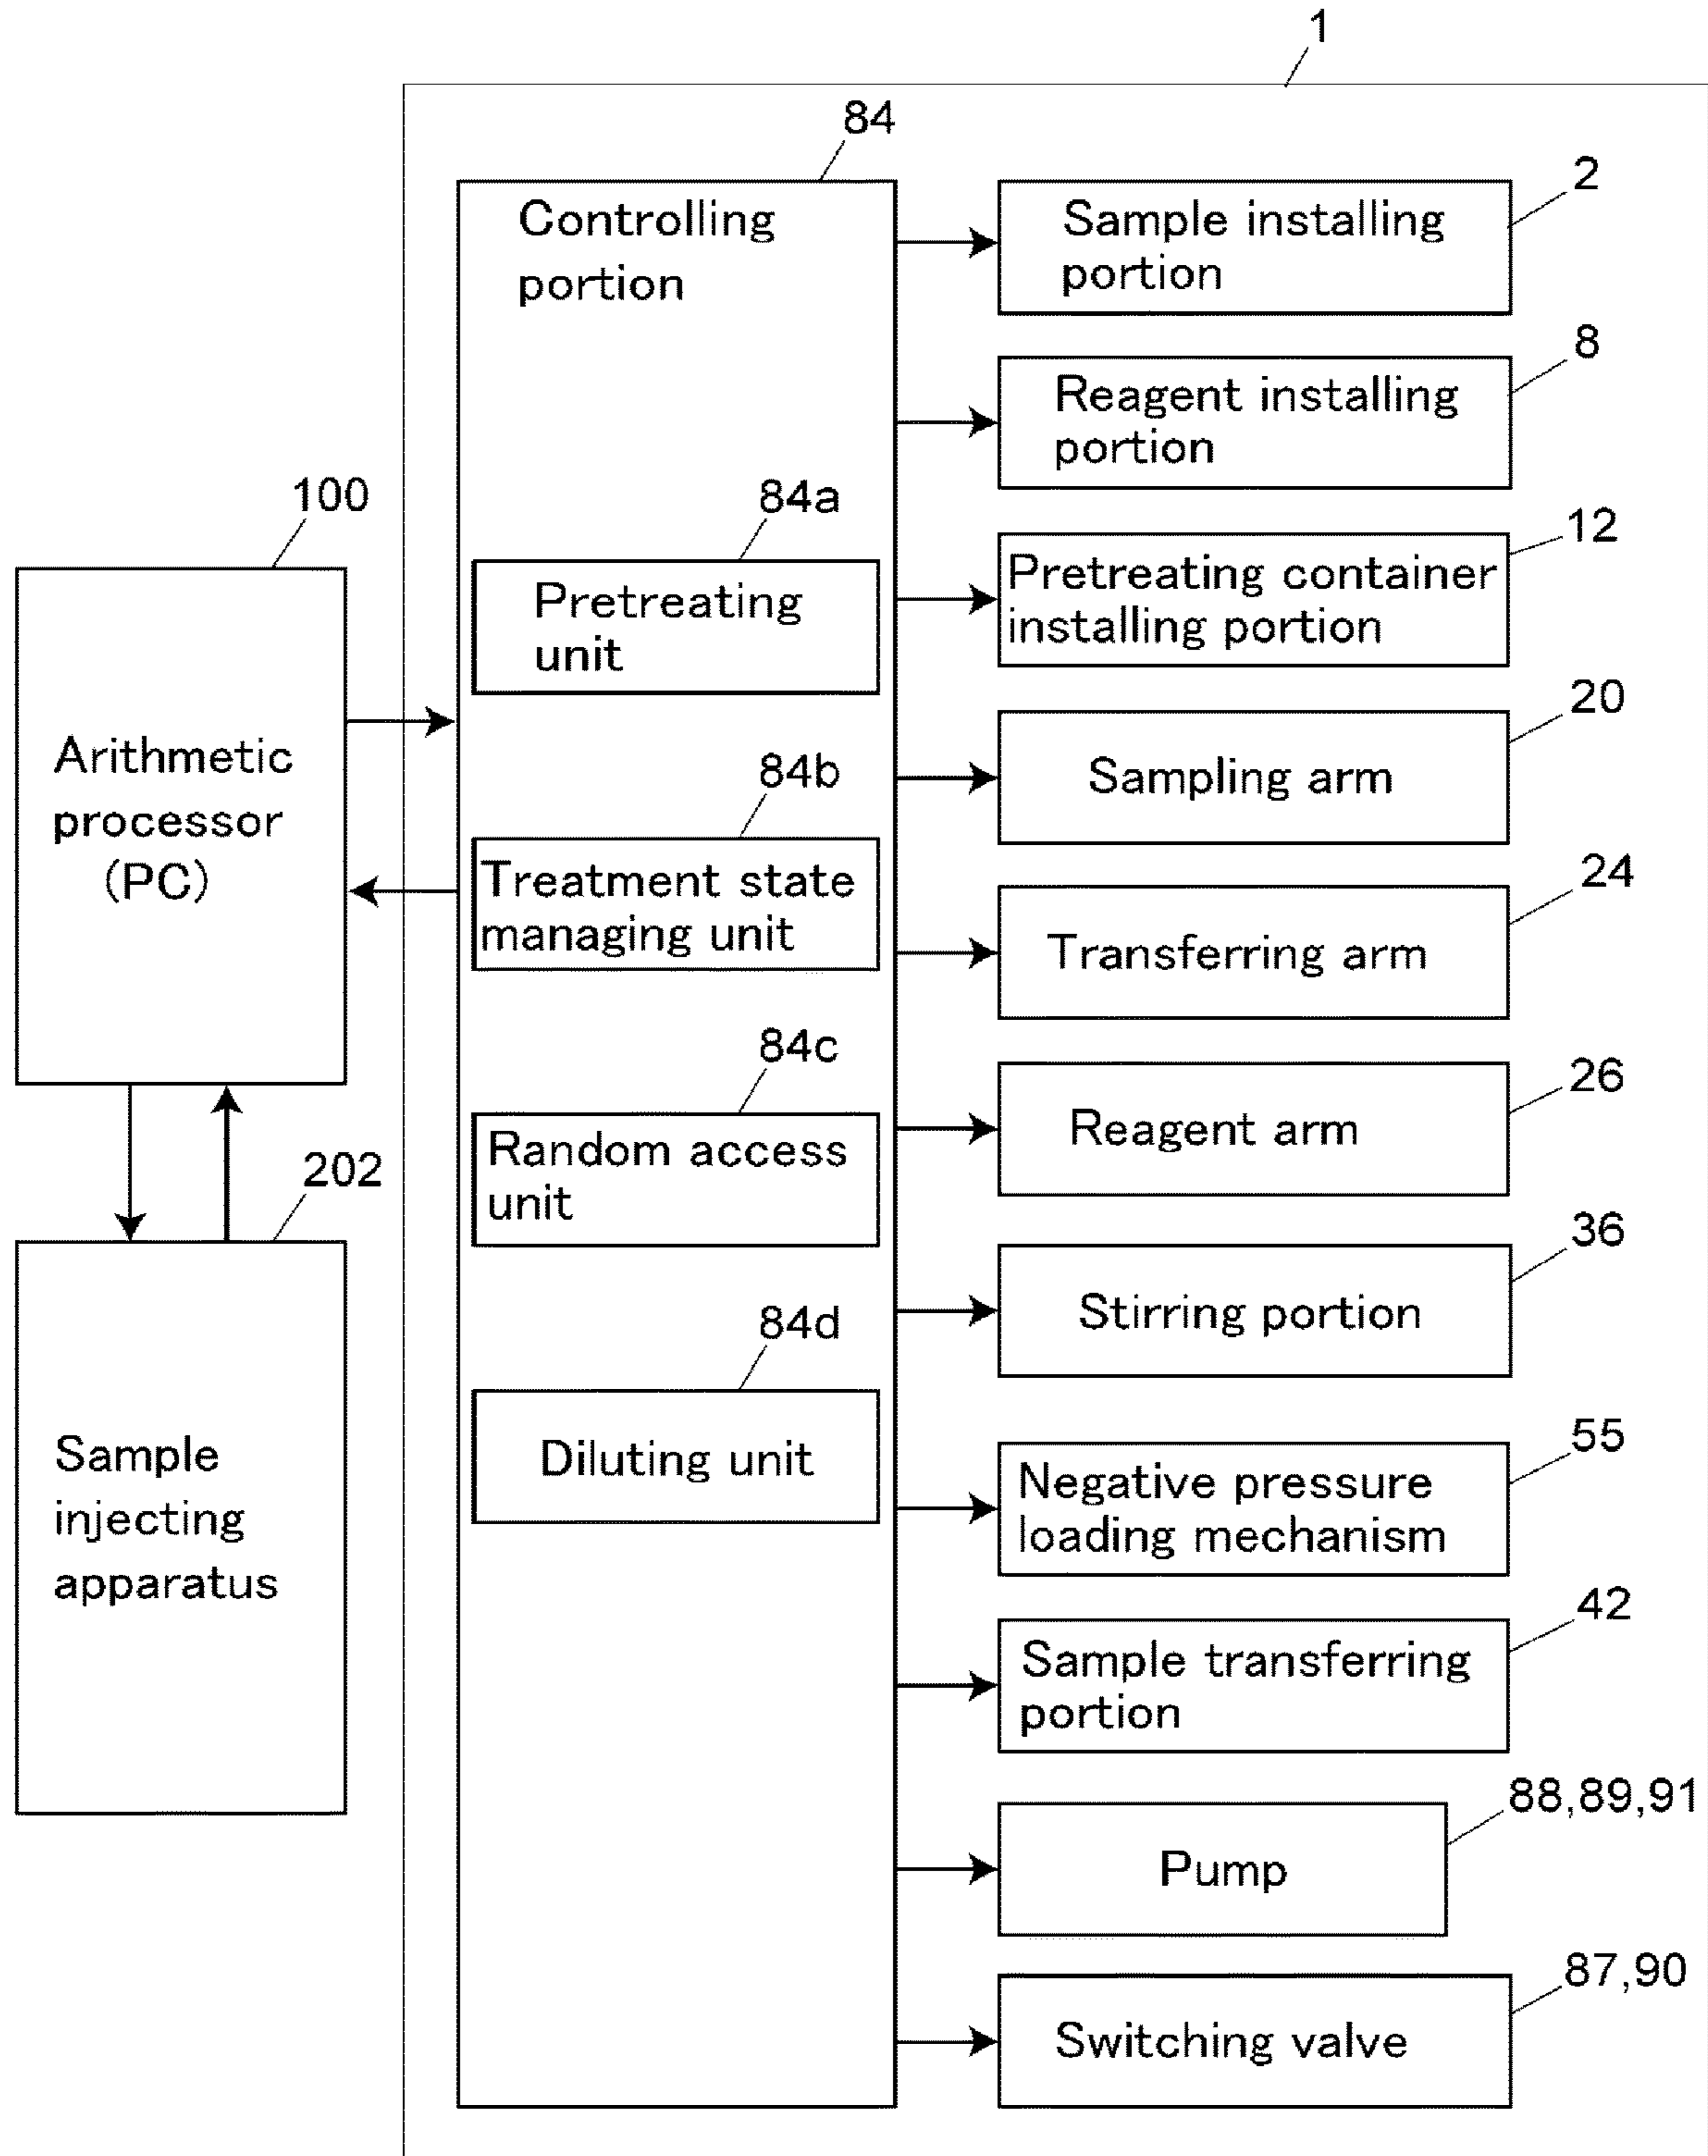 1
84
Controlling
portion
2
Sample installing
portion
8
Reagent installing
portion
100
84a
12
Pretreating
unit
Pretreating container
installing portion
Arithmetic
processor
(PC)
20
Sampling arm
84b
Treatment state
managing unit
24
Transferring arm
84c
Random access
unit
26
Reagent arm
202
Sample
injecting
apparatus
36
Stirring portion
84d
Diluting unit
55
Negative pressure
loading mechanism
42
Sample transferring
portion
88,89,91
Pump
87,90
Switching valve